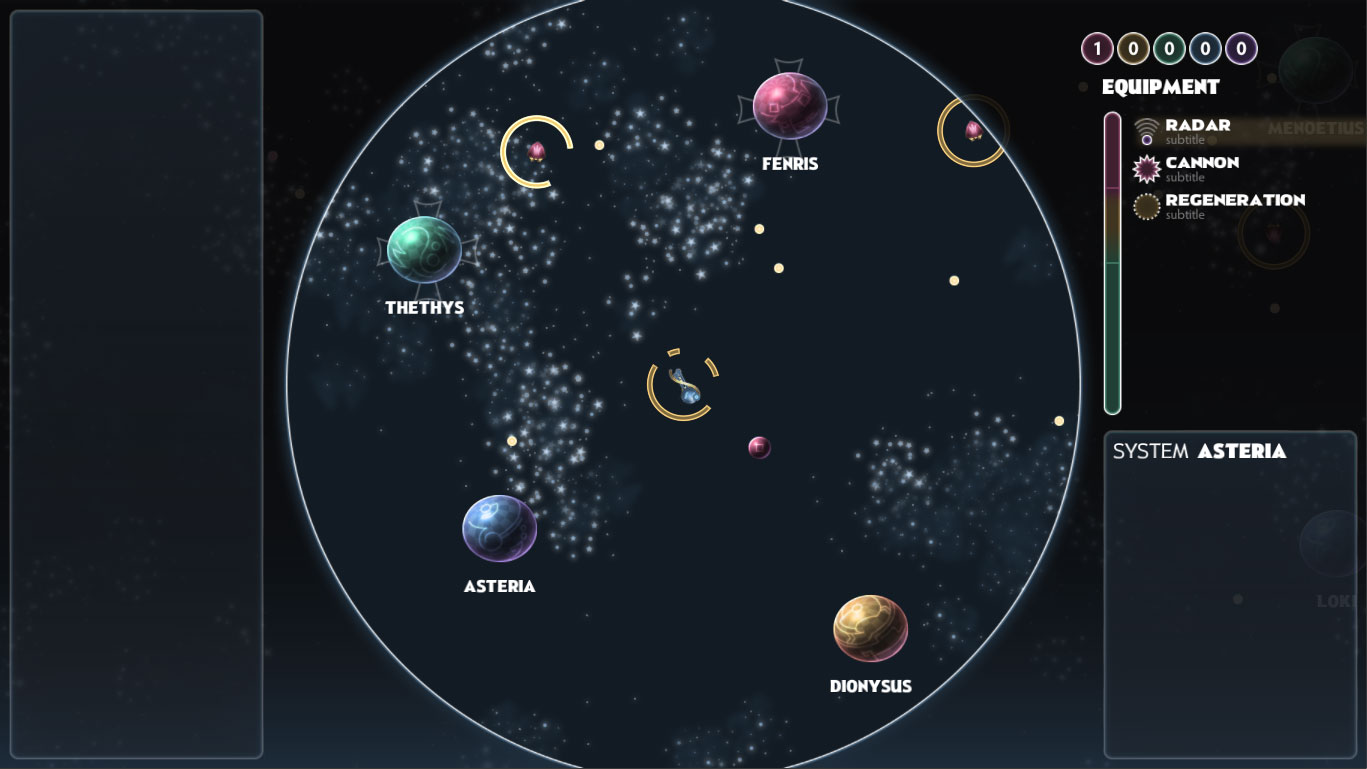 1 0 0 0 0
EQUIPMENT
RADAR
subtitle
CANNON
subtitle
REGENERATION
subtitle
MENOETIUS
FENRIS
THETHYS
ASTERIA
DIONYSUS
SYSTEM ASTERIA
LOKI